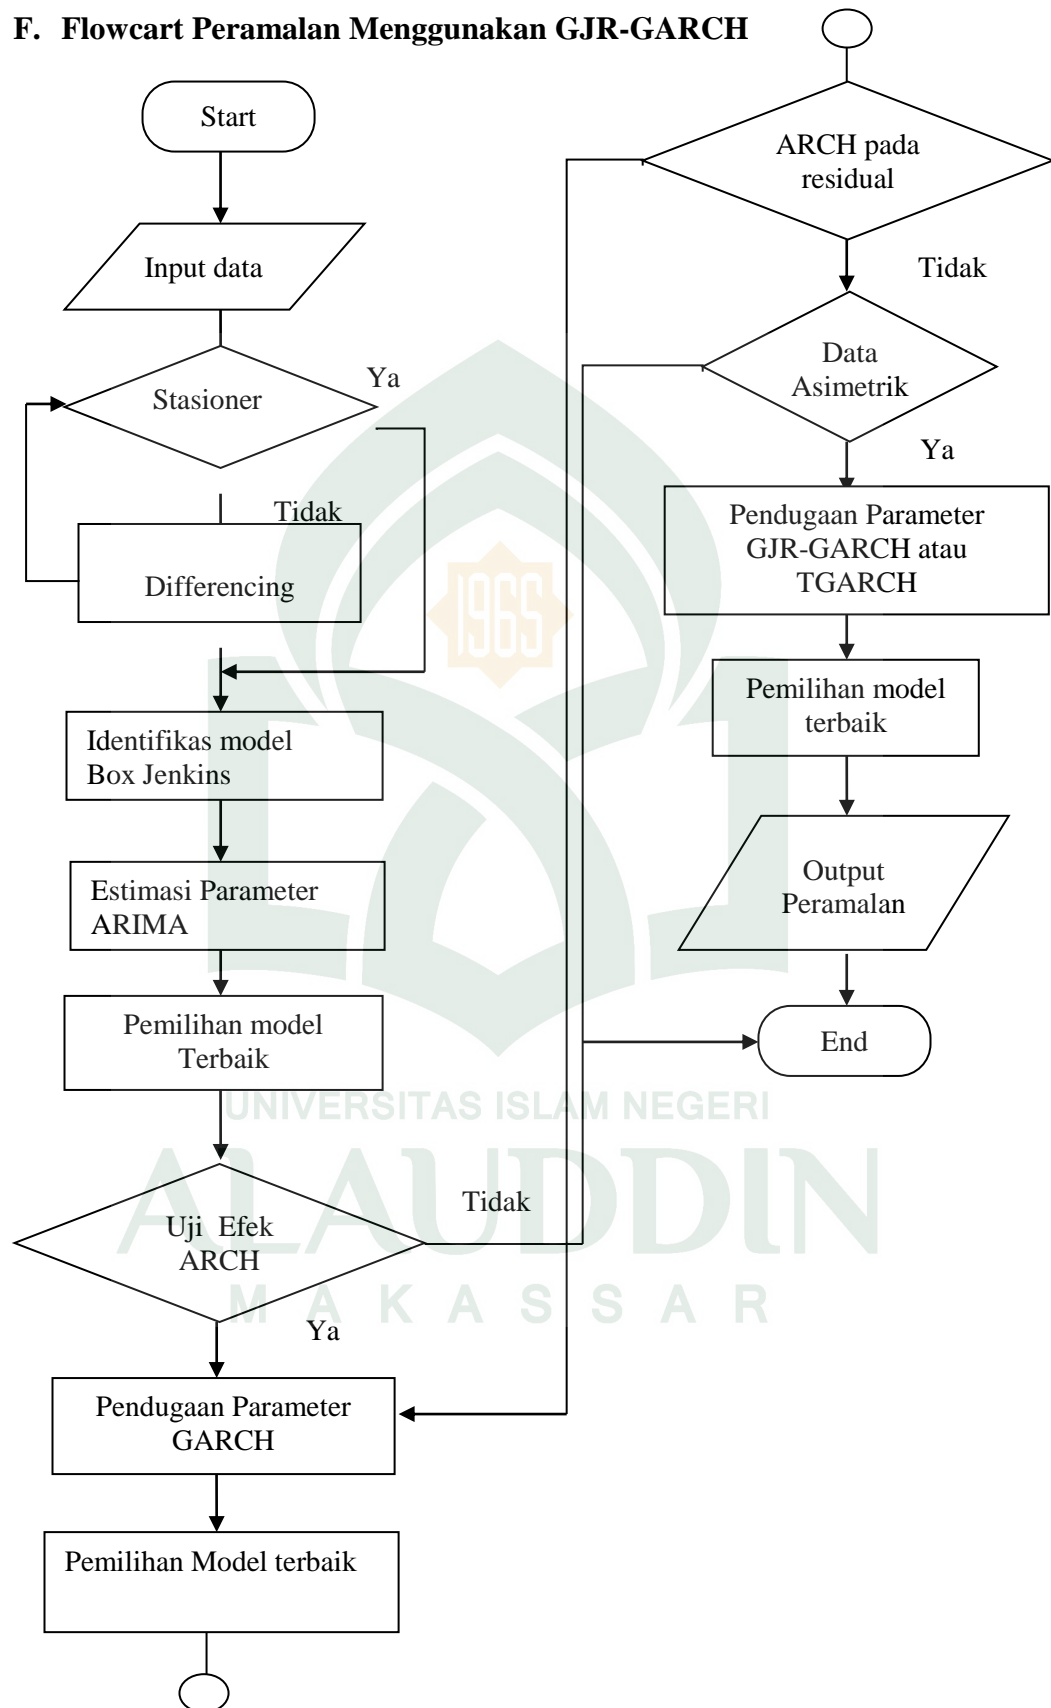 F. Flowcart Peramalan Menggunakan GJR-GARCH
Start
Input data
Ya
Stasioner
Tidak
Differencing
Identifikas model
Box Jenkins
Estimasi Parameter
ARIMA
Pemilihan model
Terbaik
Uji Efek
ARCH
Tidak
Ya
Pendugaan Parameter
GARCH
Pemilihan Model terbaik
ARCH pada
residual
Tidak
Data
Asimetrik
Ya
Pendugaan Parameter
GJR-GARCH atau
TGARCH
Pemilihan model
terbaik
Output
Peramalan
End
1965
UNIVERSITAS ISLAM NEGERI
ALAUDDIN
MAKASSAR